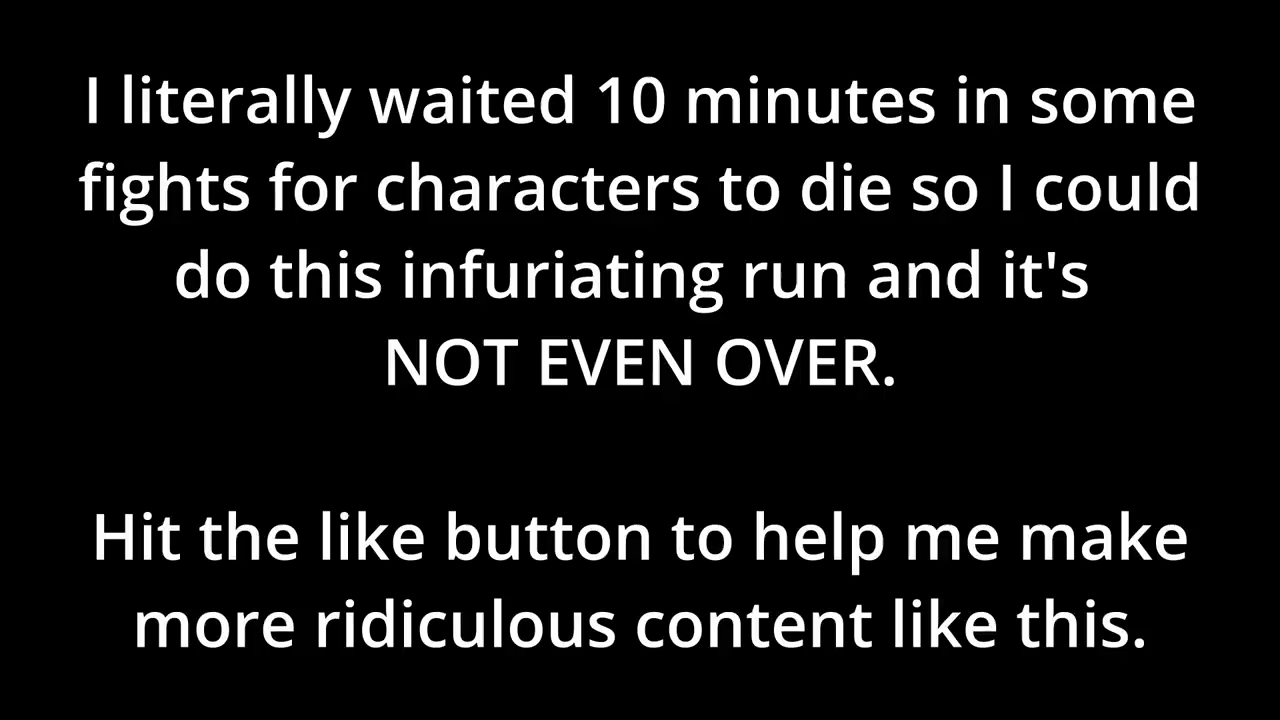 I literally waited 10 minutes in some
fights for characters to die so I could
do this infuriating run and it's
NOT EVEN OVER.
Hit the like button to help me make
more ridiculous content like this.